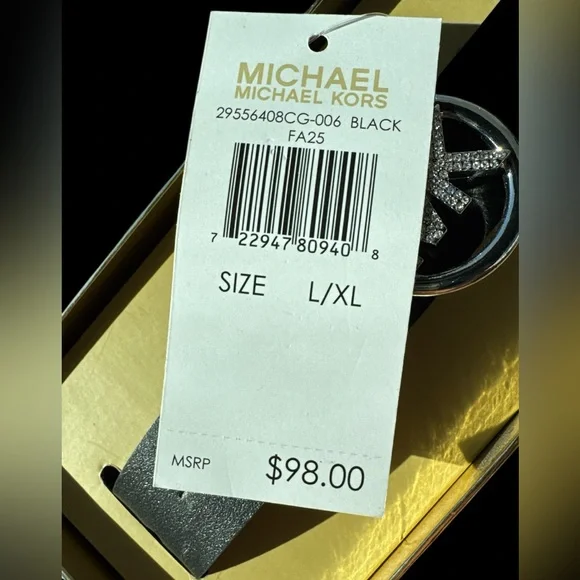 MICHAEL
MICHAEL KORS
29556408CG-006 BLACK
FA25
7 22947 80940 8
SIZE L/XL
MSRP $98.00